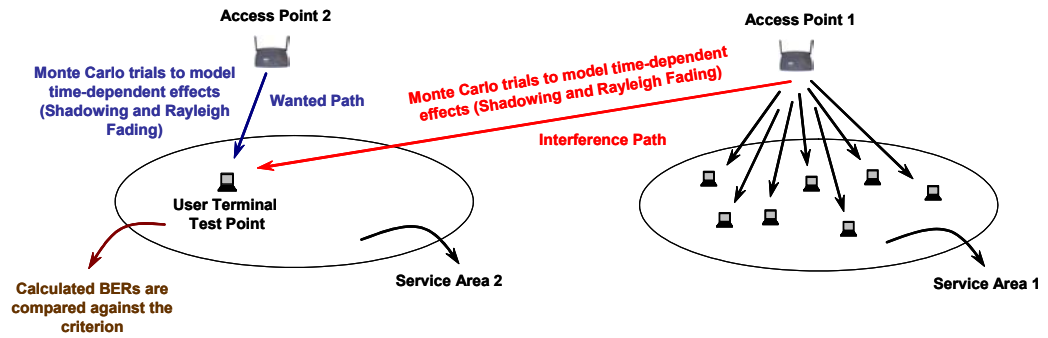 Access Point 2
Access Point 1
Monte Carlo trials to model
time-dependent effects
(Shadowing and Rayleigh
Fading)
Wanted Path
Monte Carlo trials to model time-dependent
effects (Shadowing and Rayleigh Fading)
Interference Path
User Terminal
Test Point
Service Area 2
Service Area 1
Calculated BERs are
compared against the
criterion